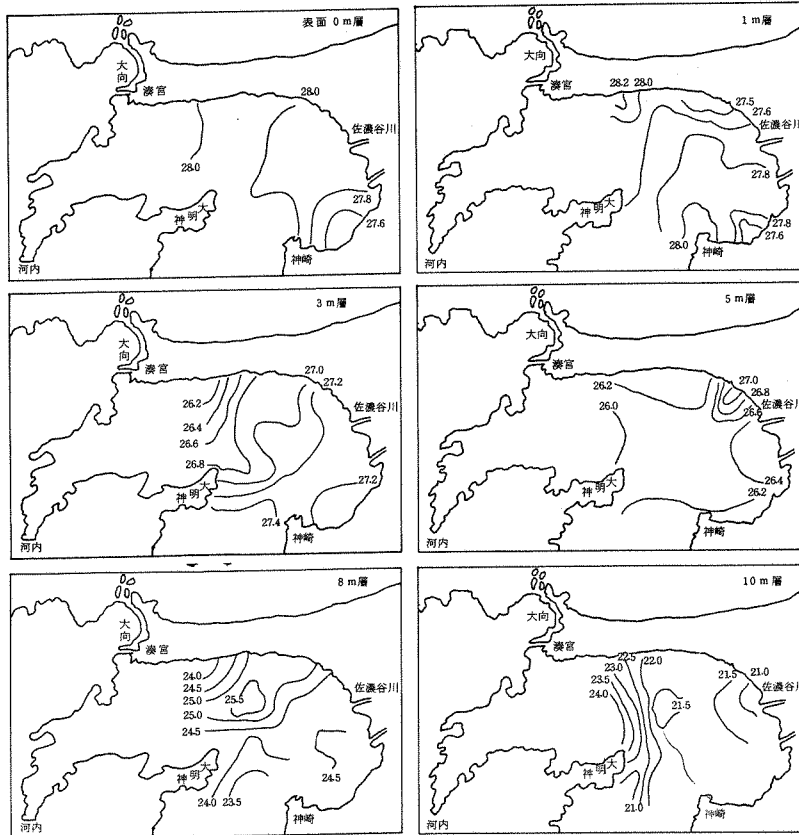 表面 0m層
大向
湊宮
28.0
佐濃谷川
28.0
27.8
大明神
27.6
神崎
河内
1m層
大向
28.2 28.0
湊宮
27.5
27.6
佐濃谷川
27.8
大明神
27.8
27.6
28.0
神崎
河内
3m層
大向
湊宮
27.0
27.2
26.2
佐濃谷川
26.4
26.6
26.8
大明神
27.2
27.4
神崎
河内
5m層
大向
湊宮
26.2
27.0
26.8
佐濃谷川
26.6
26.0
大明神
26.4
26.2
神崎
河内
8m層
大向
湊宮
24.0
24.5
25.5
佐濃谷川
25.0
25.0
24.5
大明神
24.5
24.0
23.5
神崎
河内
10m層
大向
湊宮
22.5
23.0
22.0
23.5
21.5
21.0
24.0
佐濃谷川
21.5
大明神
21.0
神崎
河内